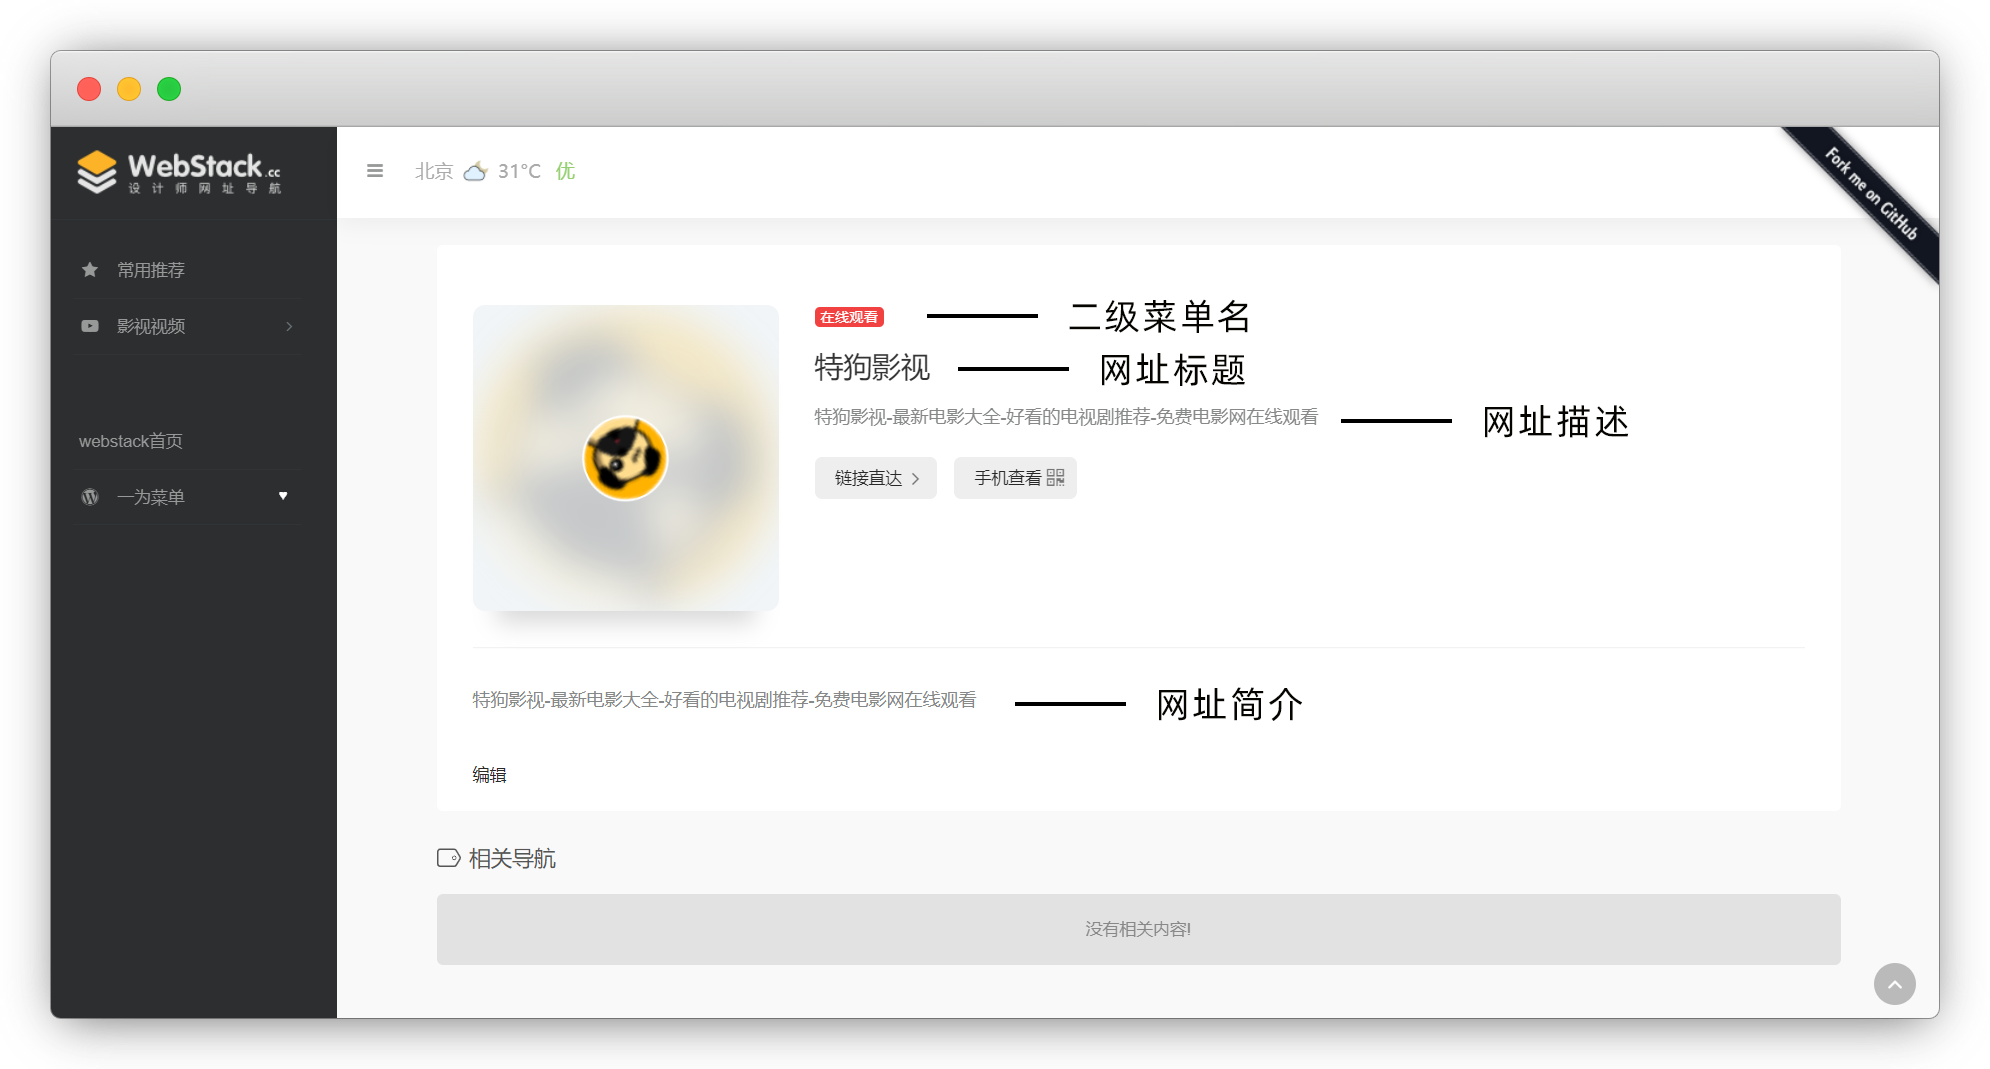 WebStack.cc
设计师网址导航
北京 31°C 优
Fork me on GitHub
常用推荐
影视视频
webstack首页
一为菜单
在线观看 二级菜单名
特狗影视 网址标题
特狗影视-最新电影大全-好看的电视剧推荐-免费电影网在线观看 网址描述
链接直达 手机查看
特狗影视-最新电影大全-好看的电视剧推荐-免费电影网在线观看 网址简介
编辑
相关导航
没有相关内容!